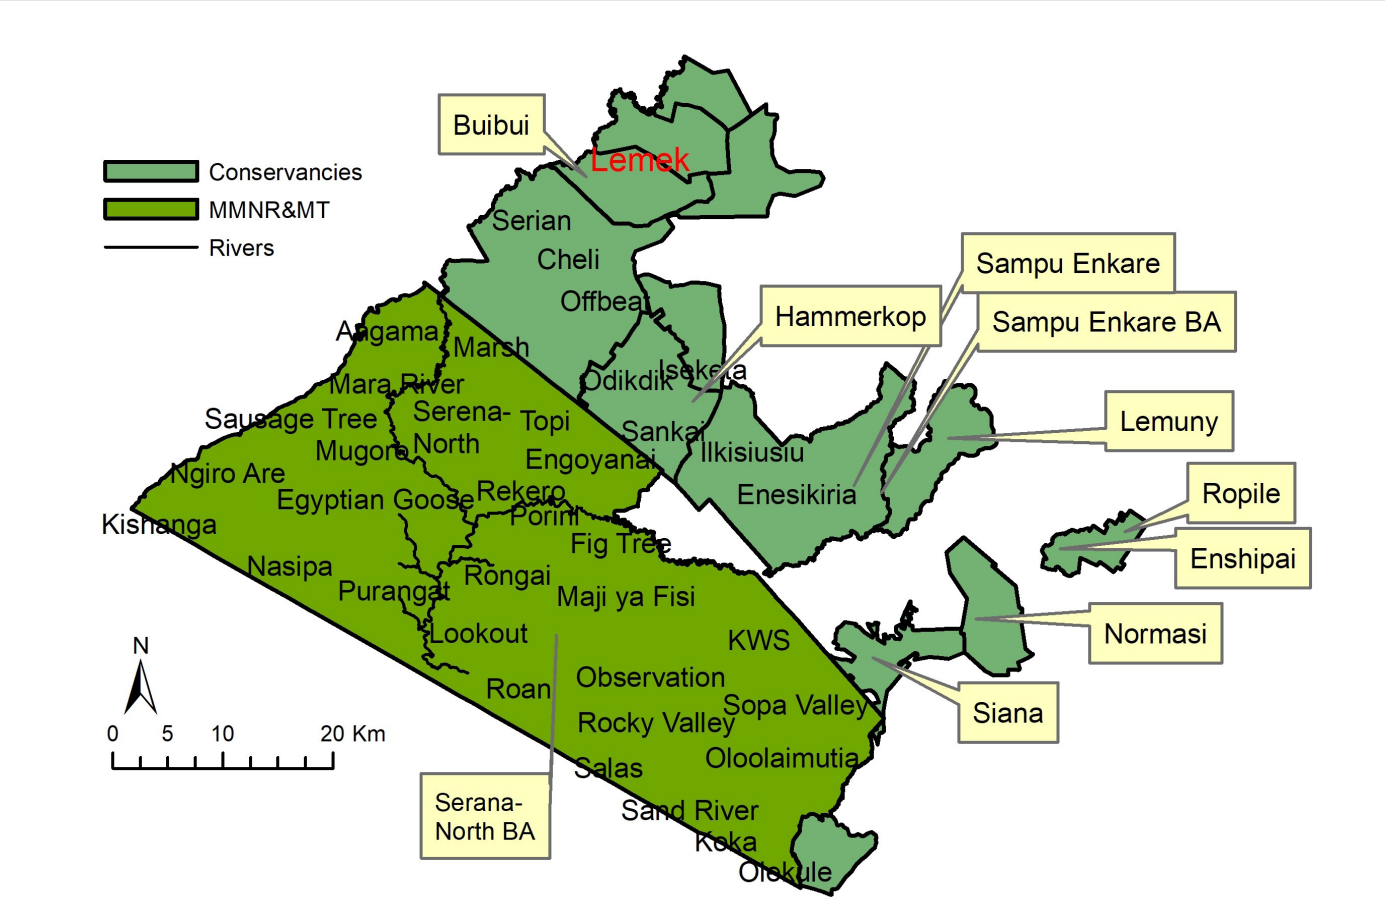 Buibui
Lemek
Conservancies
MMNR&MT
Rivers
Serian
Cheli
Offbeat
Sampu Enkare
Hammerkop
Sampu Enkare BA
Angama
Marsh
Iseketa
Odikdik
Mara River
Serena-
North
Topi
Sausage Tree
Sankai
Lemuny
Mugoro
Engoyanai
Ilkisiusiu
Ngiro Are
Enesikiria
Ropile
Egyptian Goose
Rekero
Porini
Kishanga
Fig Tree
Enshipai
Nasipa
Rongai
Purangat
Maji ya Fisi
Lookout
KWS
Normasi
N
Observation
Roan
Sopa Valley
Siana
Rocky Valley
0 5 10 20 Km
Oloolaimutia
Salas
Serana-
North BA
Sand River
Koka
Olokule